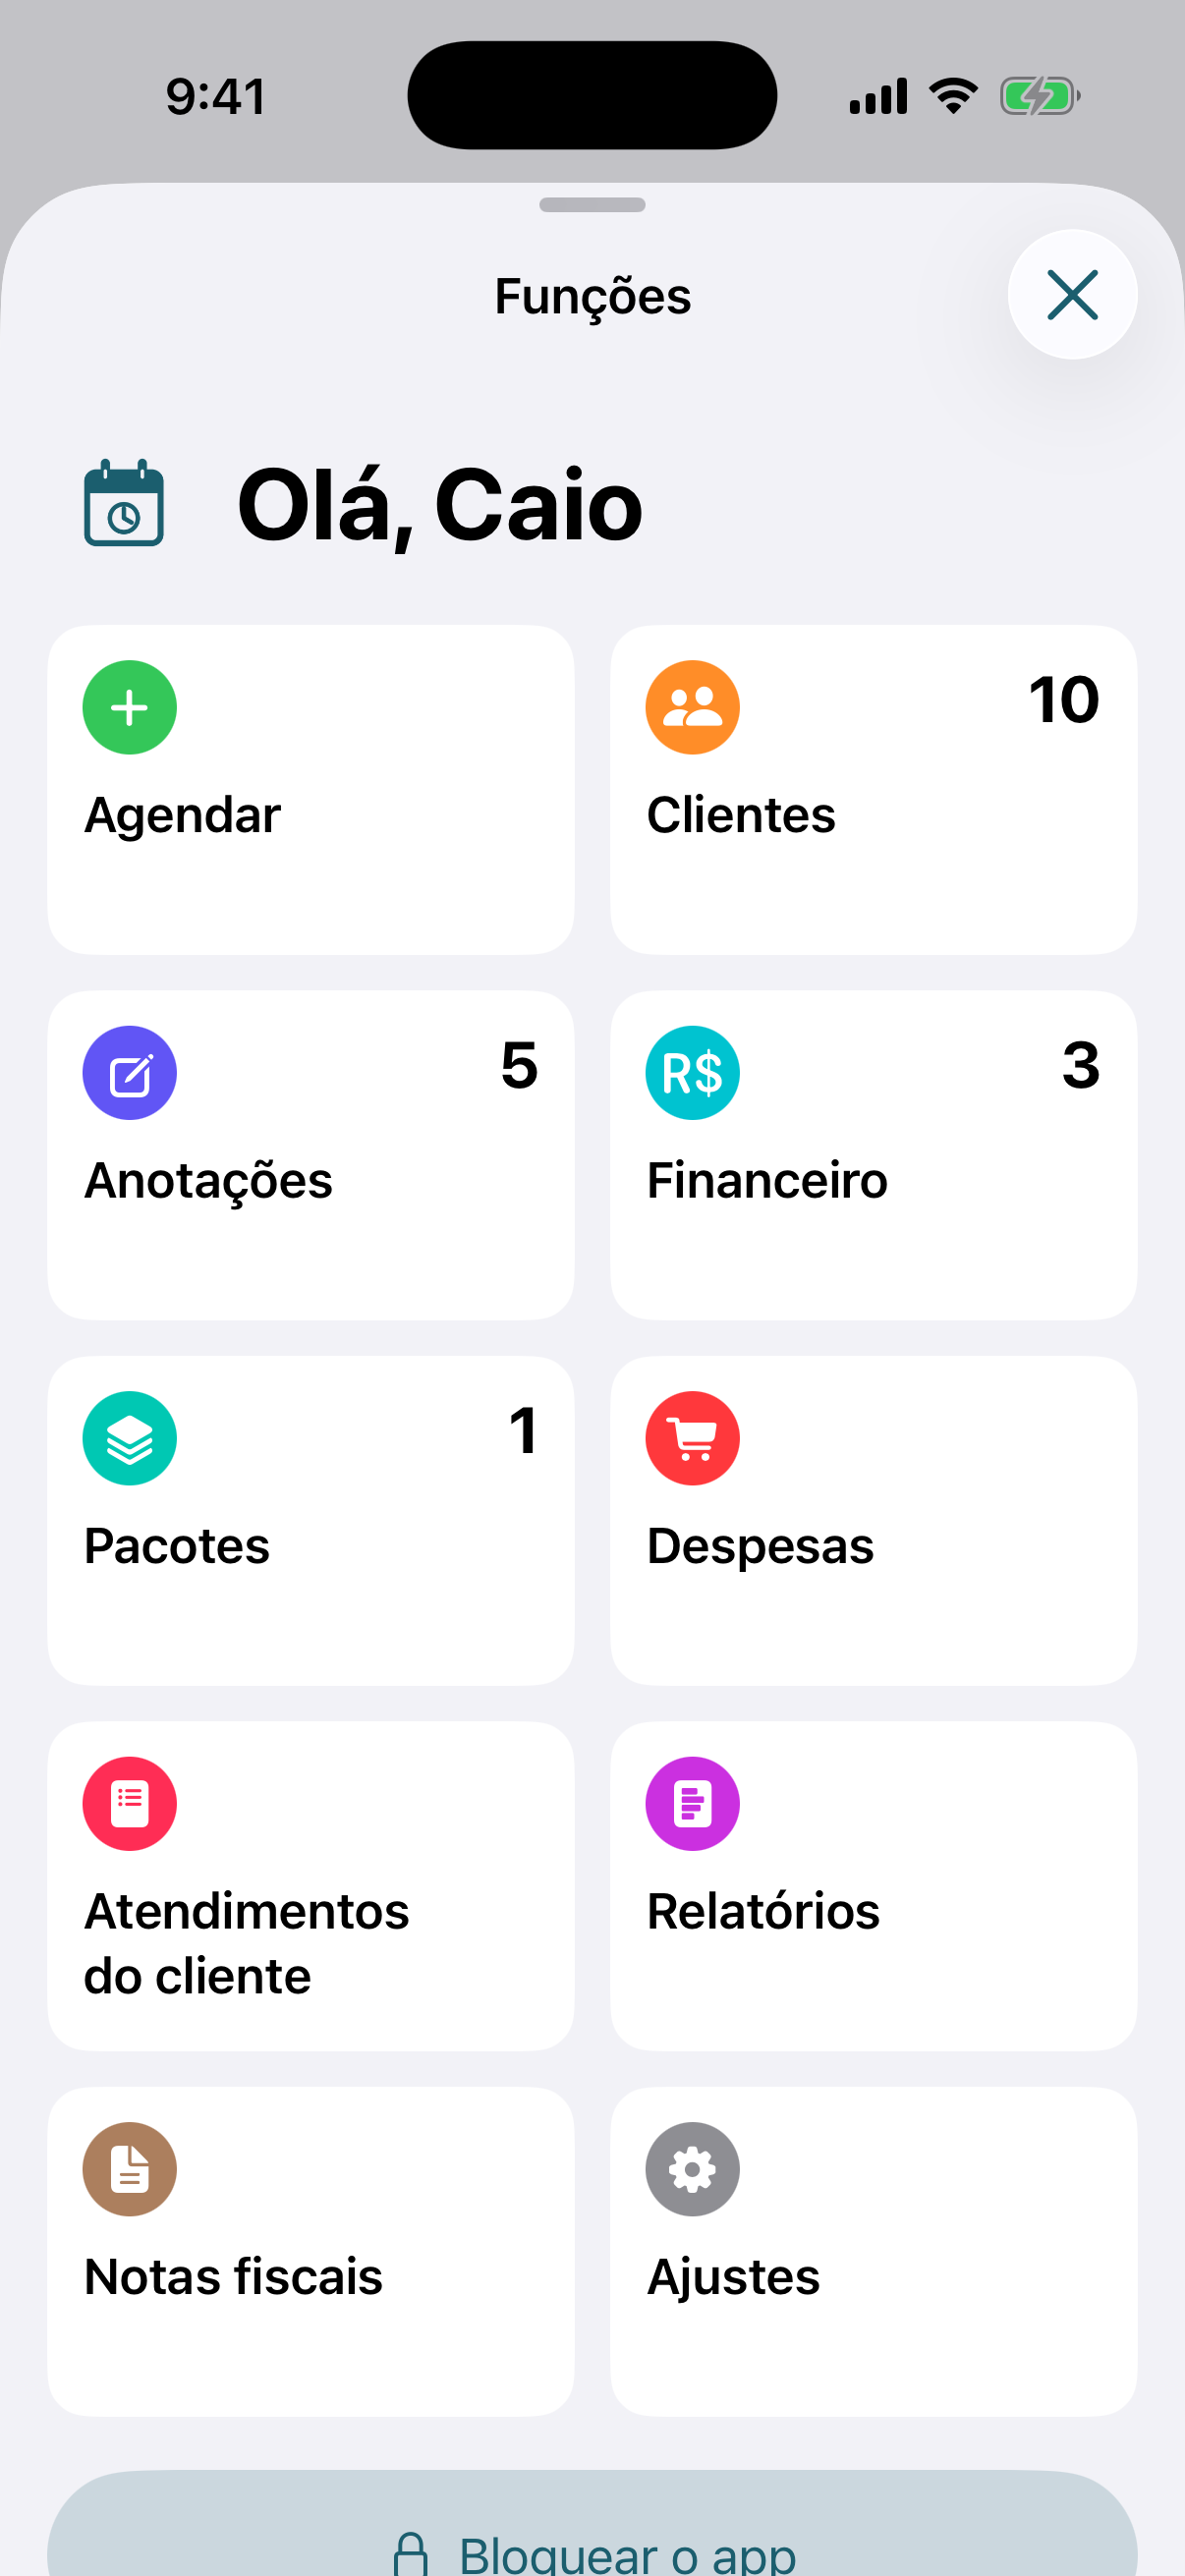 9:41
Funções
Olá, Caio
Agendar
10
Clientes
5
Anotações
R$
3
Financeiro
1
Pacotes
Despesas
Atendimentos
do cliente
Relatórios
Notas fiscais
Ajustes
Bloquear o app